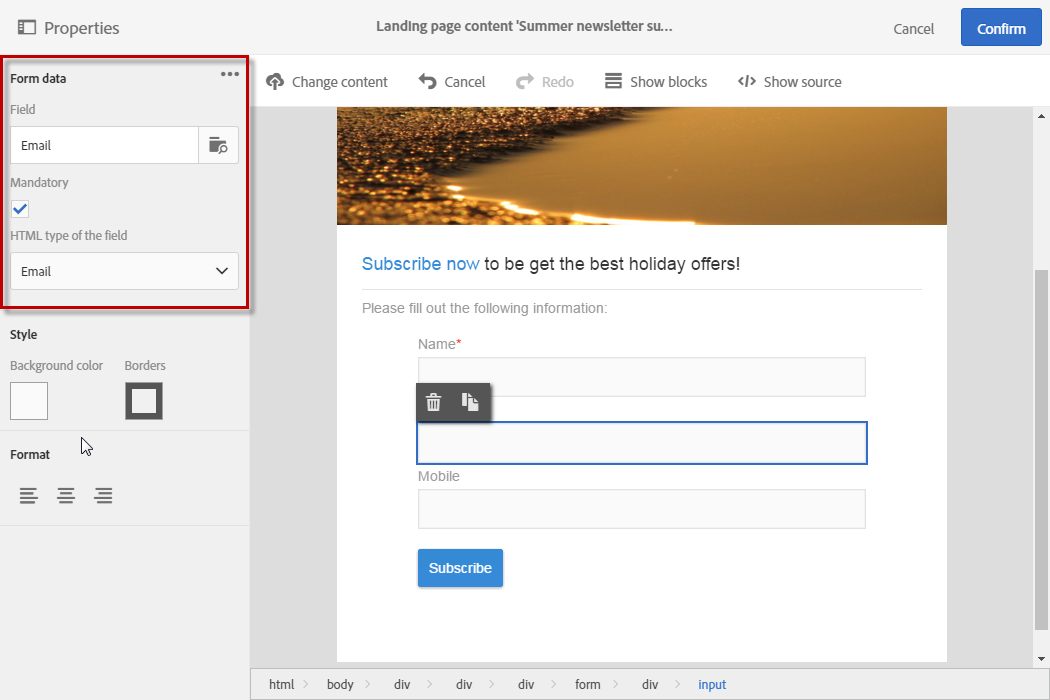 Properties
Landing page content 'Summer newsletter su...
Cancel
Confirm
Form data
Field
Email
Mandatory
HTML type of the field
Email
Style
Background color
Borders
Format
Change content
Cancel
Redo
Show blocks
Show source
Subscribe now to be get the best holiday offers!
Please fill out the following information:
Name*
Mobile
Subscribe
html
body
div
div
div
form
div
input